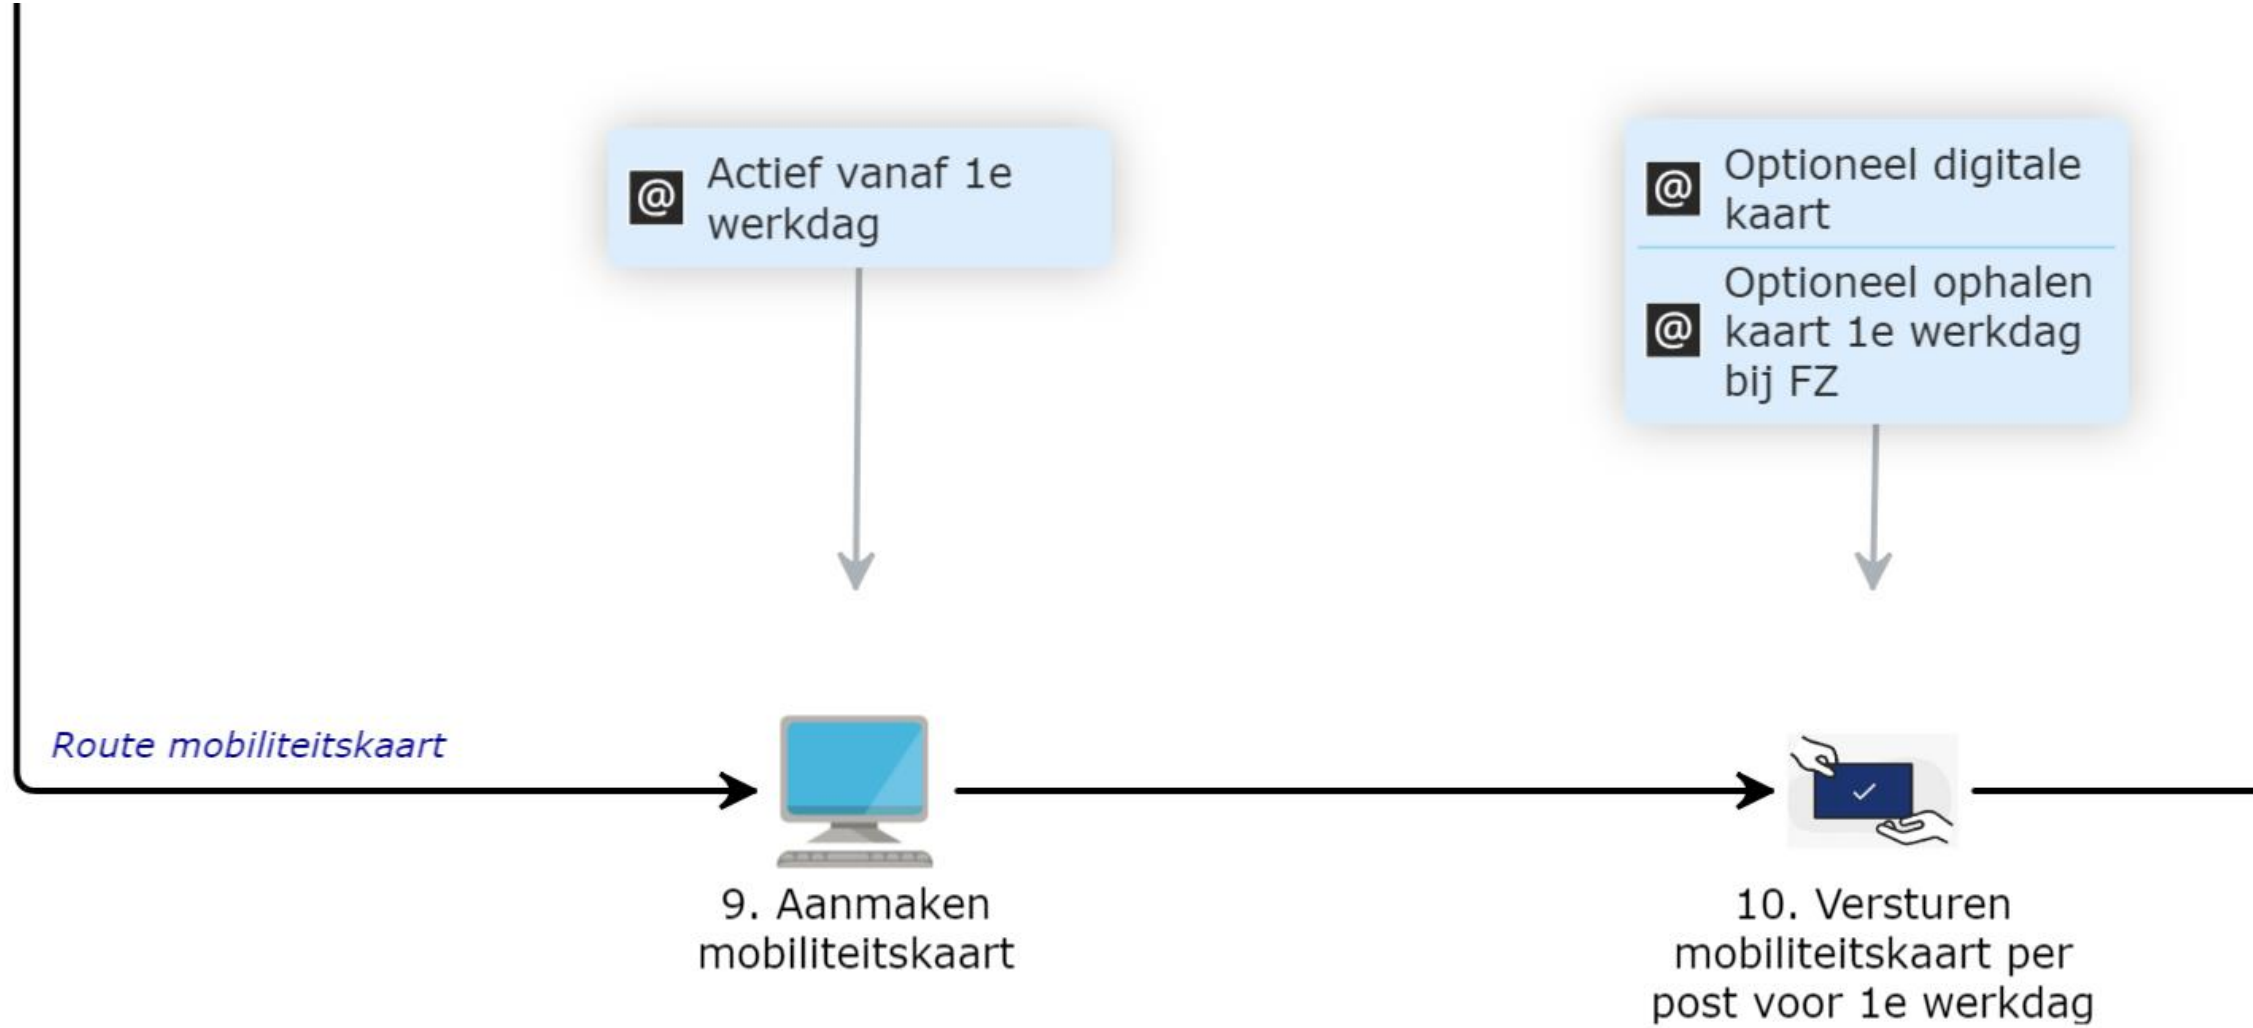 Actief vanaf 1e
werkdag
Optioneel digitale
kaart
Optioneel ophalen
kaart 1e werkdag
bij FZ
Route mobiliteitskaart
9. Aanmaken
mobiliteitskaart
10. Versturen
mobiliteitskaart per
post voor 1e werkdag